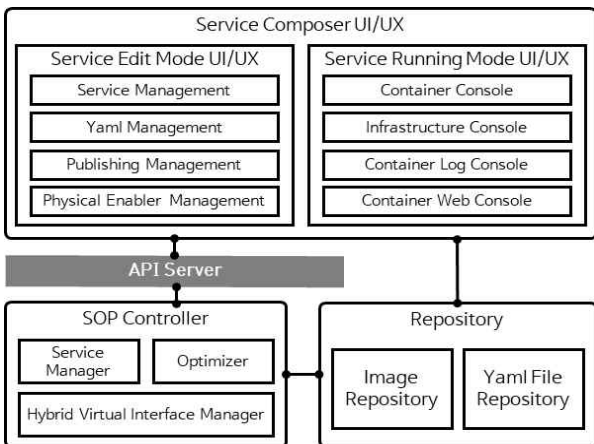 Service Composer UI/UX
Service Edit Mode UI/UX
Service Management
Yaml Management
Publishing Management
Physical Enabler Management
Service Running Mode UI/UX
Container Console
Infrastructure Console
Container Log Console
Container Web Console
API Server
SOP Controller
Service
Manager
Optimizer
Hybrid Virtual Interface Manager
Repository
Image
Repository
Yaml File
Repository